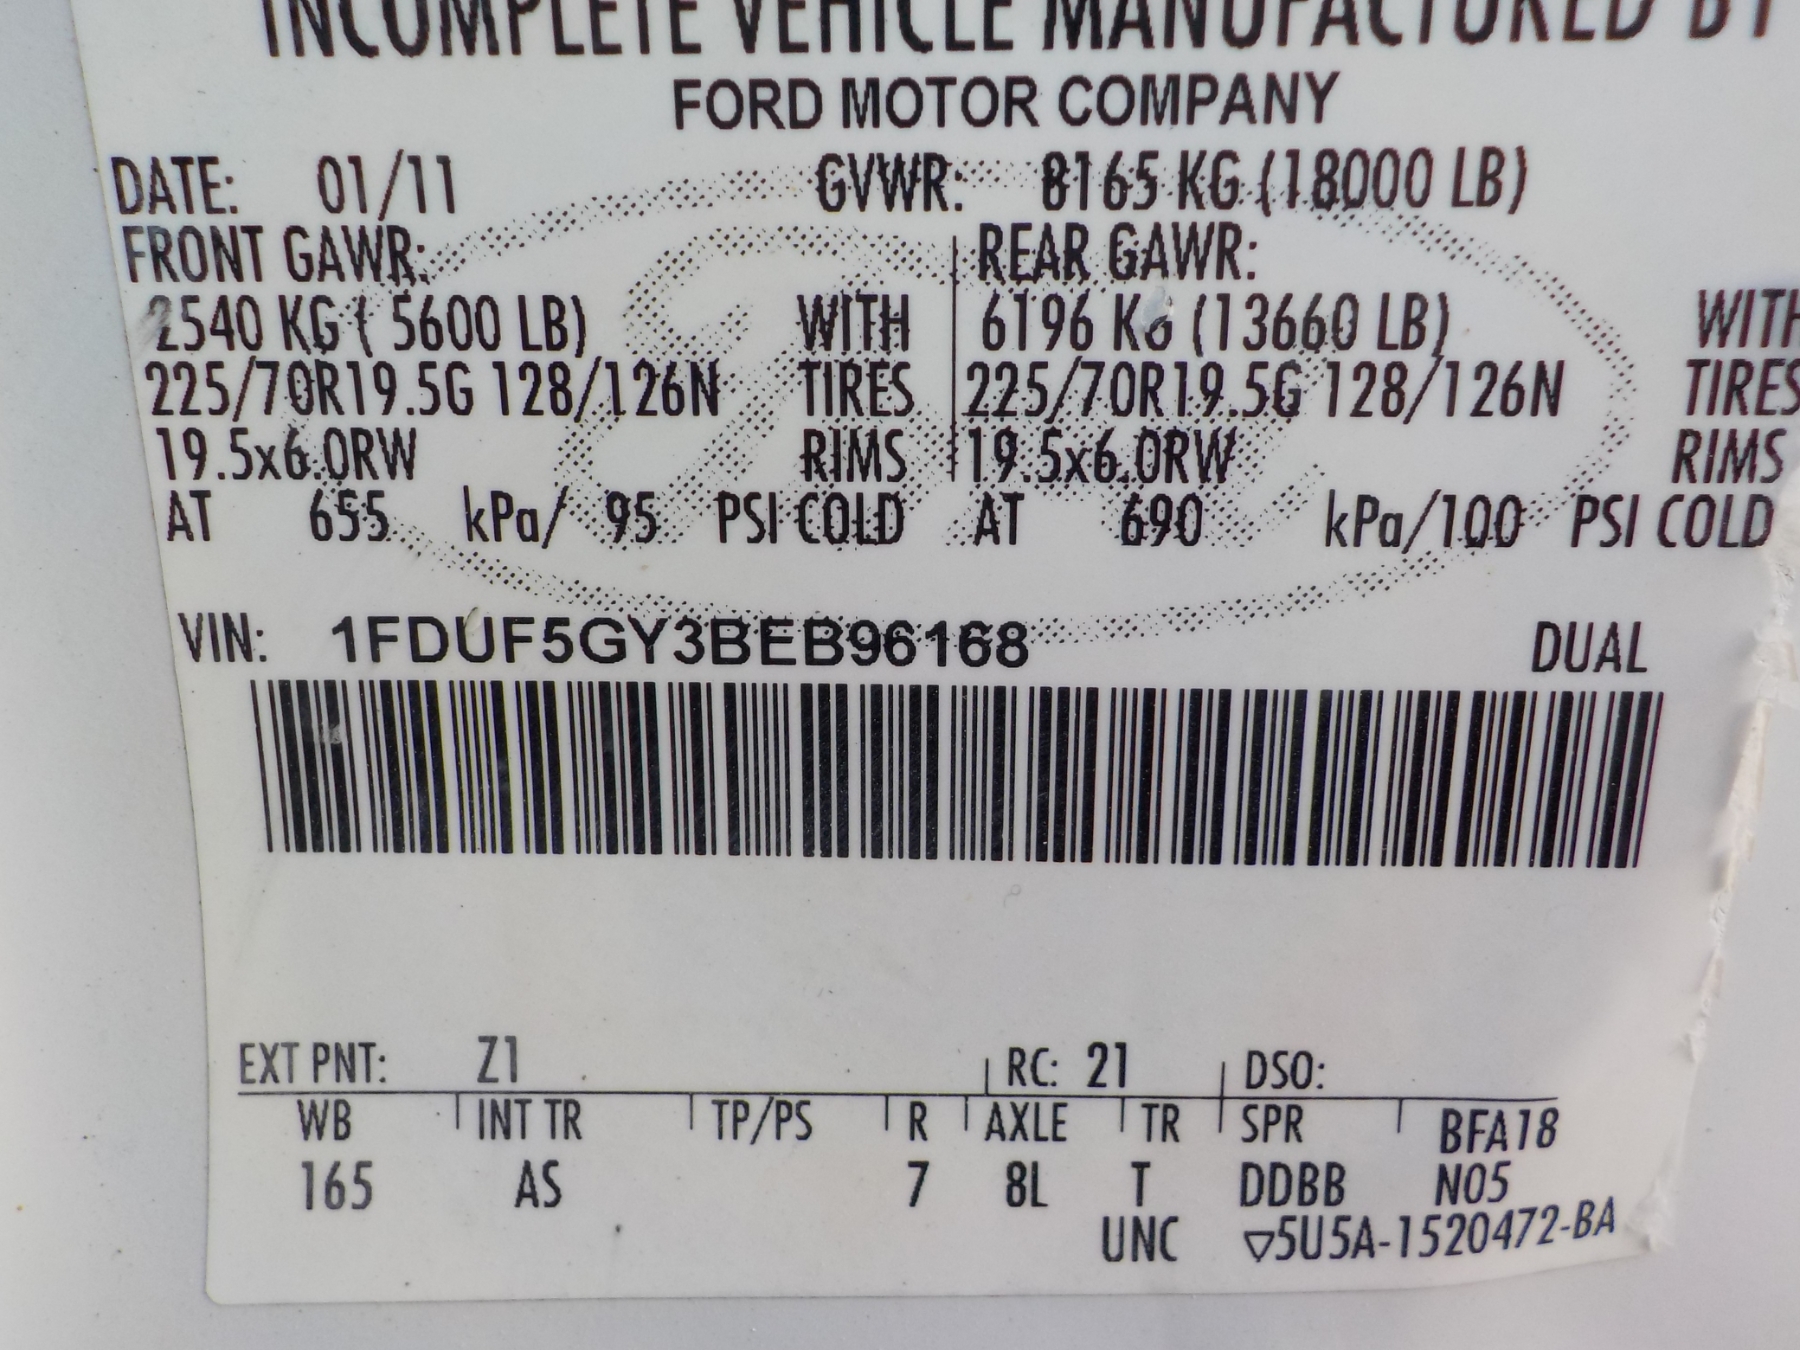 INCOMPLETE VEHICLE MANUFACTURED BY
FORD MOTOR COMPANY
DATE: 01/11 GVWR: 8165 KG (18000 LB)
FRONT GAWR: REAR GAWR:
2540 KG ( 5600 LB) WITH 6196 KG (13660 LB) WITH
225/70R19.5G 128/126N TIRES 225/70R19.5G 128/126N TIRES
19.5x6.0RW RIMS 19.5x6.0RW RIMS
AT 655 kPa/ 95 PSI COLD AT 690 kPa/100 PSI COLD
VIN: 1FDUF5GY3BEB96168 DUAL
EXT PNT: Z1 RC: 21 DSO:
WB INT TR TP/PS R AXLE TR SPR BFA18
165 AS 7 8L T DDBB N05
UNC ▽5U5A-1520472-BA